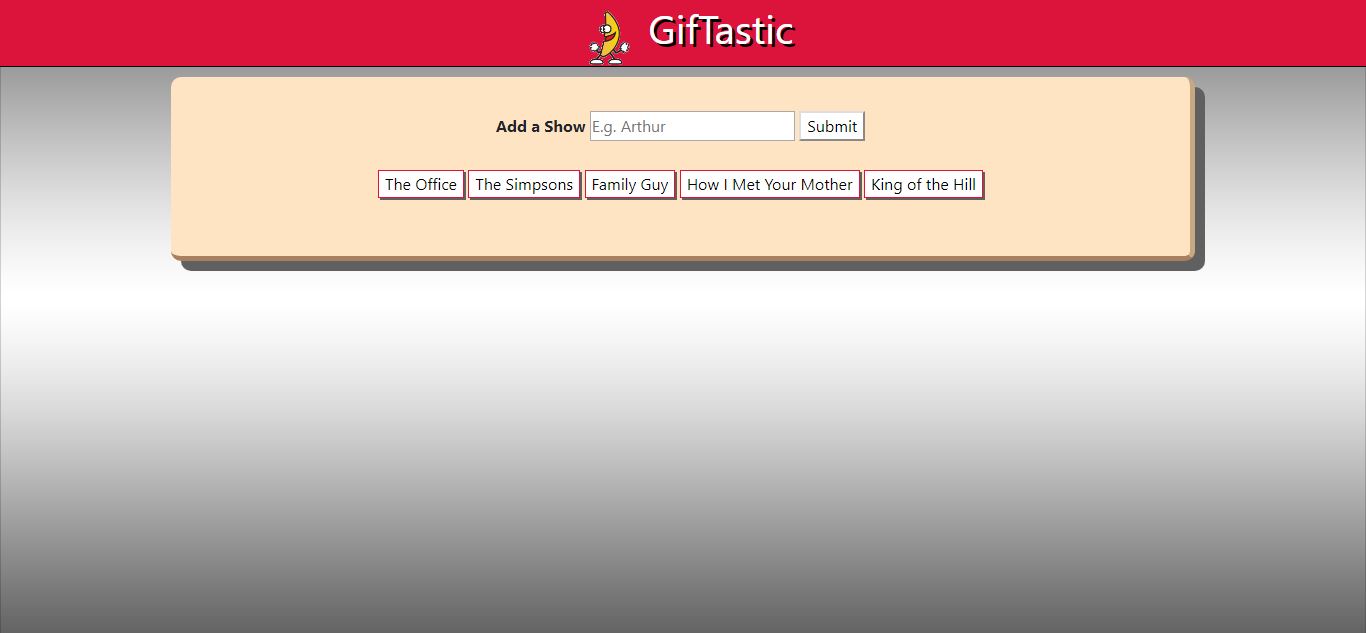 GifTastic
Add a Show E.g. Arthur Submit
The Office The Simpsons Family Guy How I Met Your Mother King of the Hill